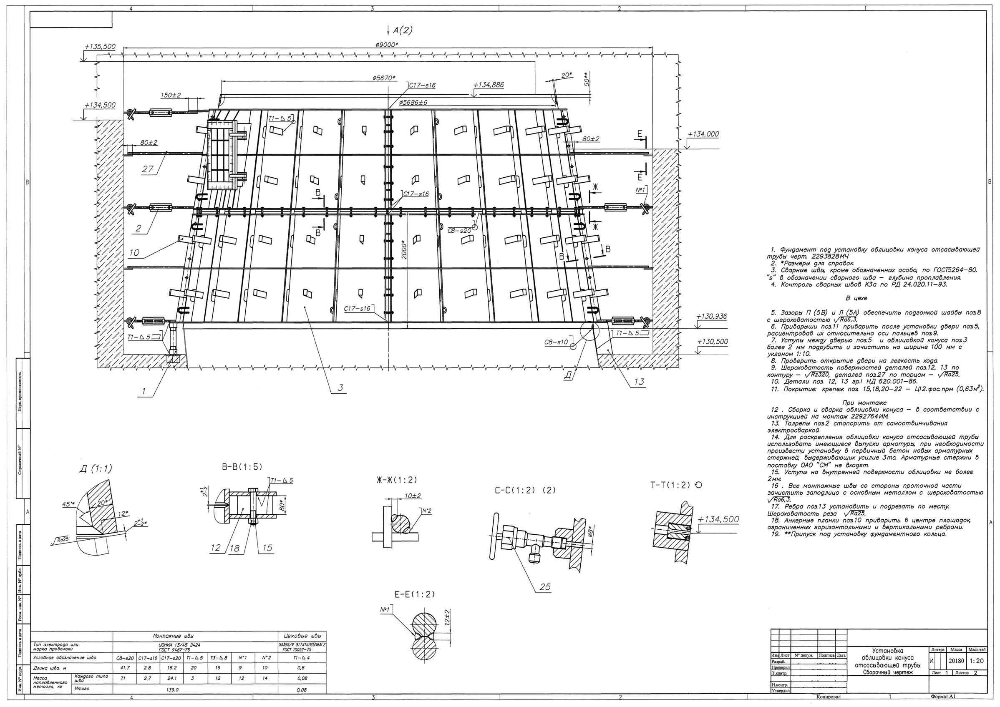 4
3
2
1
А(2)
+135,500
ø9000*
ø5670*
С17-s16
+134,886
20*
50**
150±2
+134,500
ø5686±6
Т1-⊿5
80±2
80±2
Е
+134,000
27
Е
В
В
В
Ж
№1
С17-s16
2
В
С8-s20
Ж
10
2000*
В
В
С17-s16
+130,936
Т1-⊿5
Т1-⊿5
С8-s10
+130,500
Д
1
3
13
1. Фундамент под установку облицовки конуса отсасывающей
трубы черт. 2293828МЧ
2. *Размеры для справок.
3. Сварные швы, кроме обозначенных особо, по ГОСТ5264-80.
"s" в обозначении сварного шва – глубина проплавления.
4. Контроль сварных швов К3а по РД 24.020.11-93.
В цехе
5. Зазоры П (5В) и Л (5А) обеспечить подгонкой шайбы поз.8
с шероховатостью √Ra6,3.
6. Приварыши поз.11 приварить после установки двери поз.5,
расцентровав их относительно оси пальцев поз.9.
7. Уступы между дверью поз.5 и облицовкой конуса поз.3
более 2 мм подрубить и зачистить на ширине 100 мм с
уклоном 1:10.
8. Проверить открытие двери на легкость хода.
9. Шероховатость поверхностей деталей поз.12, 13 по
контуру – √Rz320, деталей поз.27 по торцам – √Ra25.
10. Детали поз. 12, 13 гр.I НД 620.001-86.
11. Покрытие: крепеж поз. 15,18,20-22 – Ц12.фос.прм (0,63м²).
При монтаже
12 . Сборка и сварка облицовки конуса – в соответствии с
инструкцией на монтаж 2292764ИМ.
13. Талрепы поз.2 стопорить от самоотвинчивания
электросваркой.
14. Для раскрепления облицовки конуса отсасывающей трубы
использовать имеющиеся выпуски арматуры, при необходимости
произвести установку в первичный бетон новых арматурных
стержней, выдерживающих усилие 3тс. Арматурные стержни в
поставку ОАО "СМ" не входят.
15. Уступы на внутренней поверхности облицовки не более
2мм.
16 . Все монтажные швы со стороны проточной части
зачистить заподлицо с основным металлом с шероховатостью
√Ra6,3.
17. Ребра поз.13 установить и подрезать по месту.
Шероховатость реза √Ra25.
18. Анкерные планки поз.10 приварить в центре площадок,
ограниченных горизонтальными и вертикальными ребрами.
19. **Припуск под установку фундаментного кольца.
Д (1:1)
45°*
20*
12*
2±1-2*
Ra25
В-В(1:5)
Т1-⊿5
2+1-2
80*
12
18
15
Ж-Ж(1:2)
10±2
N°2
С-С(1:2) (2)
ø8*
25
Т-Т(1:2)
+134,500
Е-Е(1:2)
№1
12±2
Перв. применяемость
Справочный N°
Подпись и дата
Инв. N° дубл.
Взам. инв. N°
Подпись и дата
Инв. N° подл.
В
А
В
А
Монтажные швы Цеховые швы
Тип электрода или марка проволоки УОНИИ 13/45 Э42А ГОСТ 9467-75 ЭА395/9 Э11Х15Н25М6АГ2 ГОСТ 10052-75
Условное обозначение шва С8-s20 С17-s16 С17-s20 Т1-⊿5 Т3-⊿8 N°1 N°2 Т1-⊿4
Длина шва, м 41.7 2.8 16.2 20 19 9 10 0,8
Масса наплавленного металла, кг Каждого типа шва 71 2.7 24.1 3 12 12 14 0,08
Итого 139.0 0,08
Изм Лист N° докум. Подпись Дата
Разраб.
Проверил
Т.контр.
Н.контр.
Утвердил
Установка
облицовки конуса
отсасывающей трубы
Сборочный чертеж
Литера Масса Масштаб
И 20180 1:20
Лист 1 Листов 2
4
3
2
Копировал
1
Формат А1